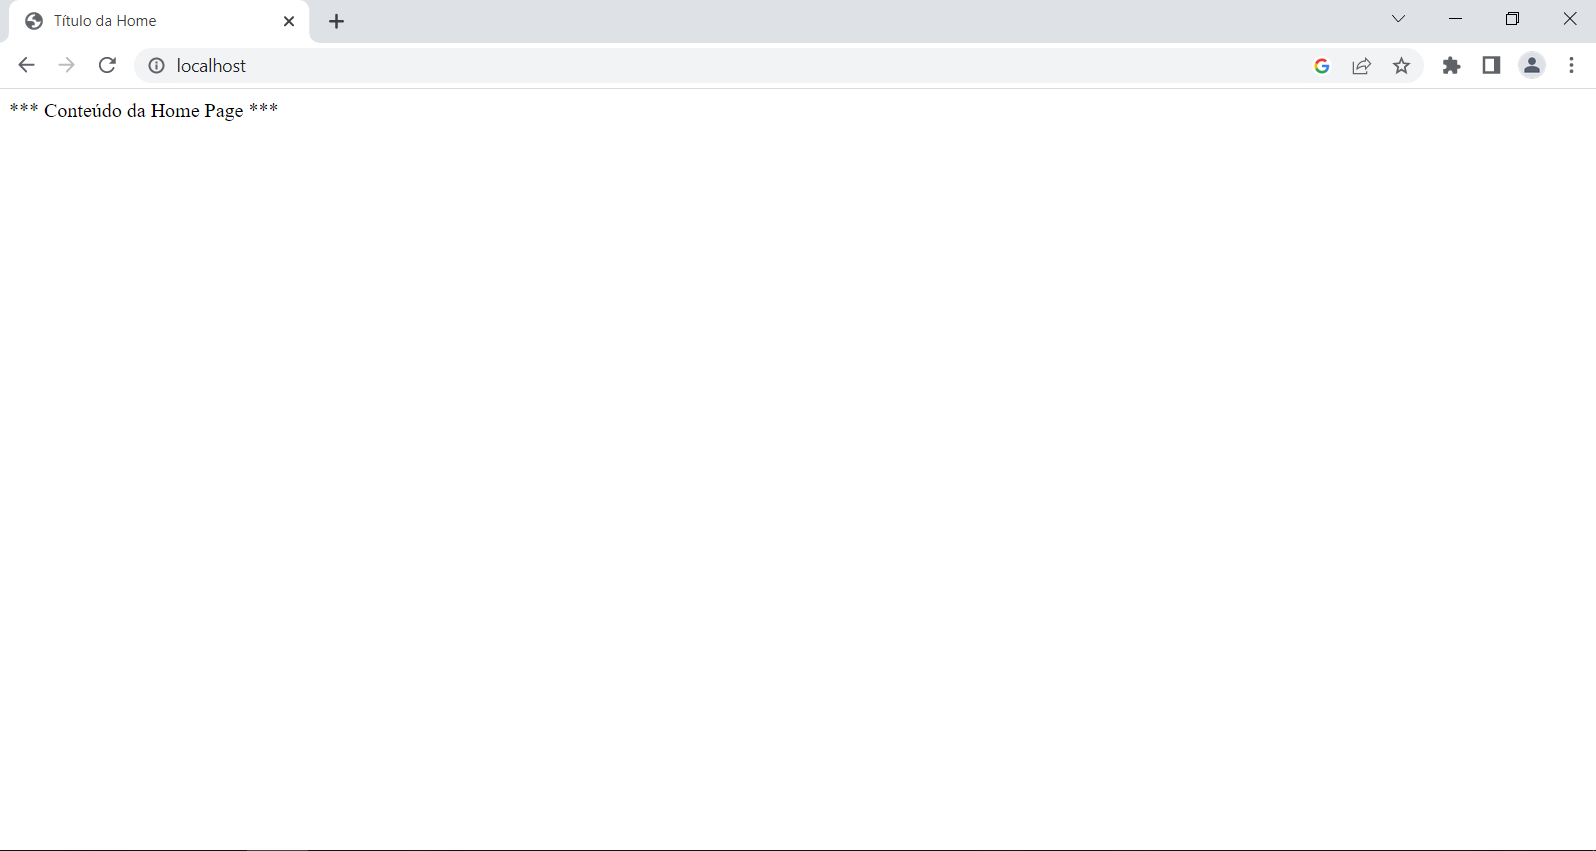 Título da Home
localhost
*** Conteúdo da Home Page ***